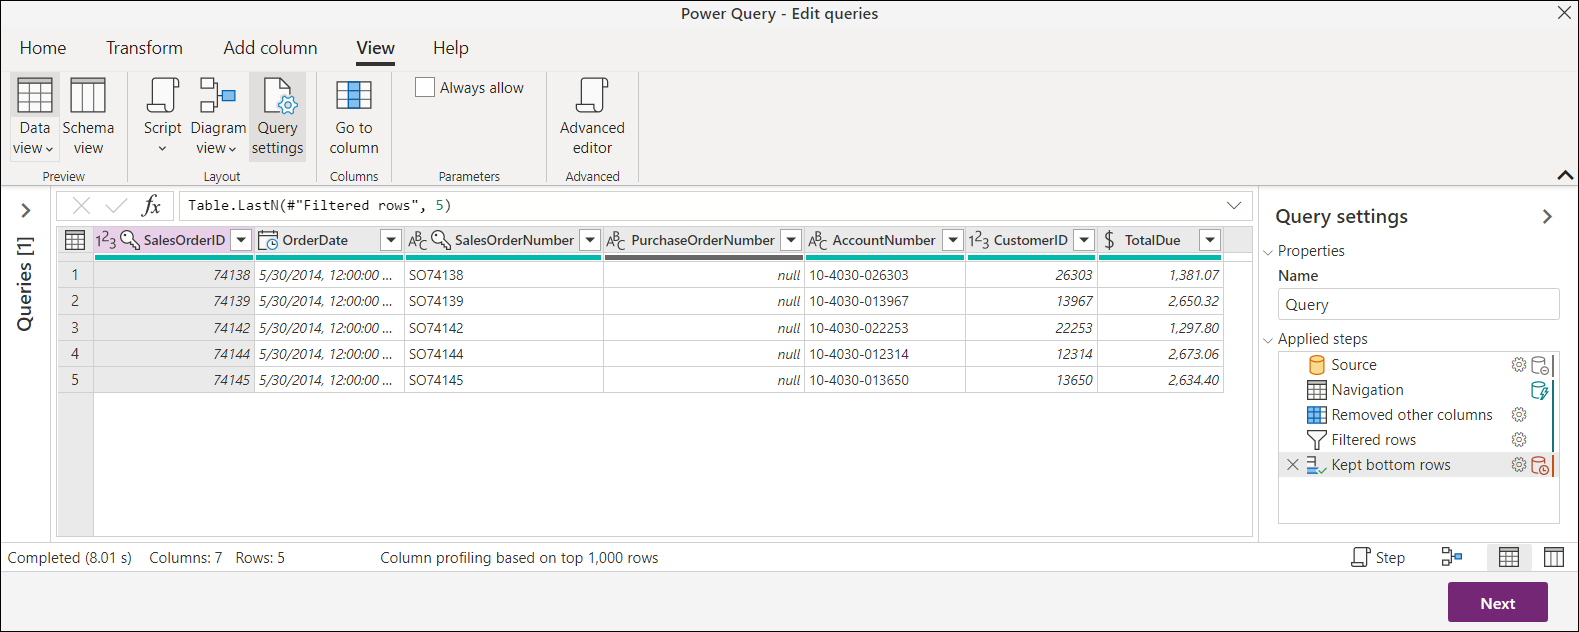 Power Query - Edit queries
Home Transform Add column View Help
Always allow
Data view Schema view Script Diagram view Query settings Go to column Advanced editor
Preview Layout Columns Parameters Advanced
Queries [1]
fx Table.LastN(#"Filtered rows", 5)
123 SalesOrderID OrderDate ABC SalesOrderNumber ABC PurchaseOrderNumber ABC AccountNumber 123 CustomerID $ TotalDue
1 74138 5/30/2014, 12:00:00 ... SO74138 null 10-4030-026303 26303 1,381.07
2 74139 5/30/2014, 12:00:00 ... SO74139 null 10-4030-013967 13967 2,650.32
3 74142 5/30/2014, 12:00:00 ... SO74142 null 10-4030-022253 22253 1,297.80
4 74144 5/30/2014, 12:00:00 ... SO74144 null 10-4030-012314 12314 2,673.06
5 74145 5/30/2014, 12:00:00 ... SO74145 null 10-4030-013650 13650 2,634.40
Query settings
Properties
Name
Query
Applied steps
Source
Navigation
Removed other columns
Filtered rows
Kept bottom rows
Completed (8.01 s) Columns: 7 Rows: 5 Column profiling based on top 1,000 rows Step
Next